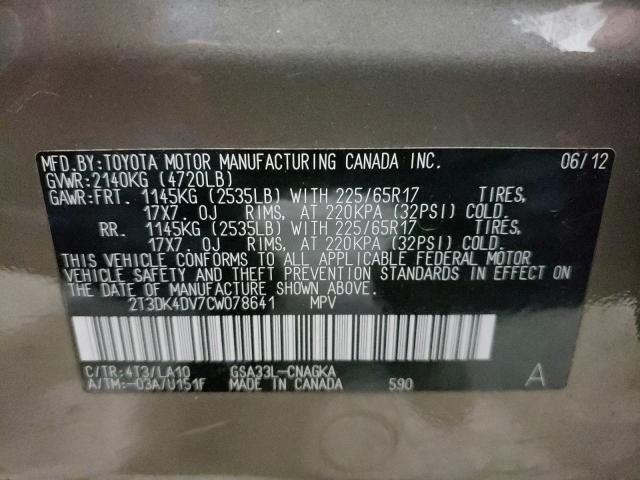 MFD.BY:TOYOTA MOTOR MANUFACTURING CANADA INC. 06/12
GVWR:2140KG (4720LB)
GAWR:FRT. 1145KG (2535LB) WITH 225/65R17 TIRES,
17X7.0J RIMS, AT 220KPA (32PSI) COLD.
RR. 1145KG (2535LB) WITH 225/65R17 TIRES,
17X7.0J RIMS, AT 220KPA (32PSI) COLD.
THIS VEHICLE CONFORMS TO ALL APPLICABLE FEDERAL MOTOR
VEHICLE SAFETY AND THEFT PREVENTION STANDARDS IN EFFECT ON
THE DATE OF MANUFACTURE SHOWN ABOVE.
2T3DK4DV7CW078641 MPV
C/TR:4T3/LA10 GSA33L-CNAGKA
A/TM:-03A/U151F MADE IN CANADA 590 A